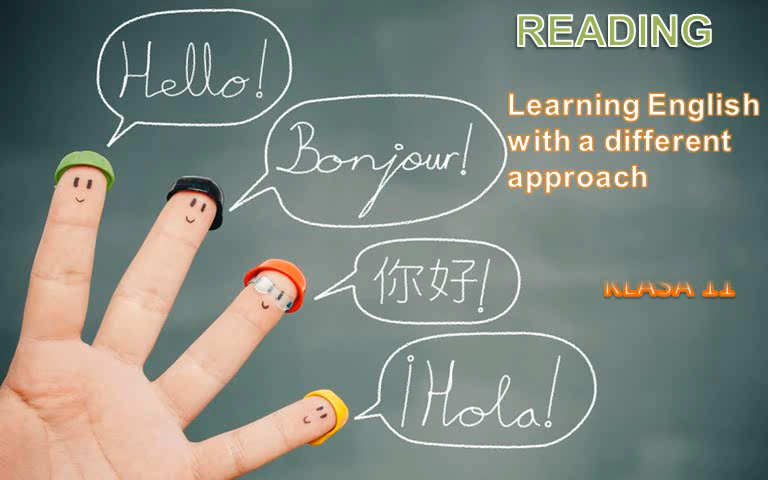 READING
Learning English
with a different
approach
KLASA 11
Hello!
Bonjour!
你好!
¡Hola!